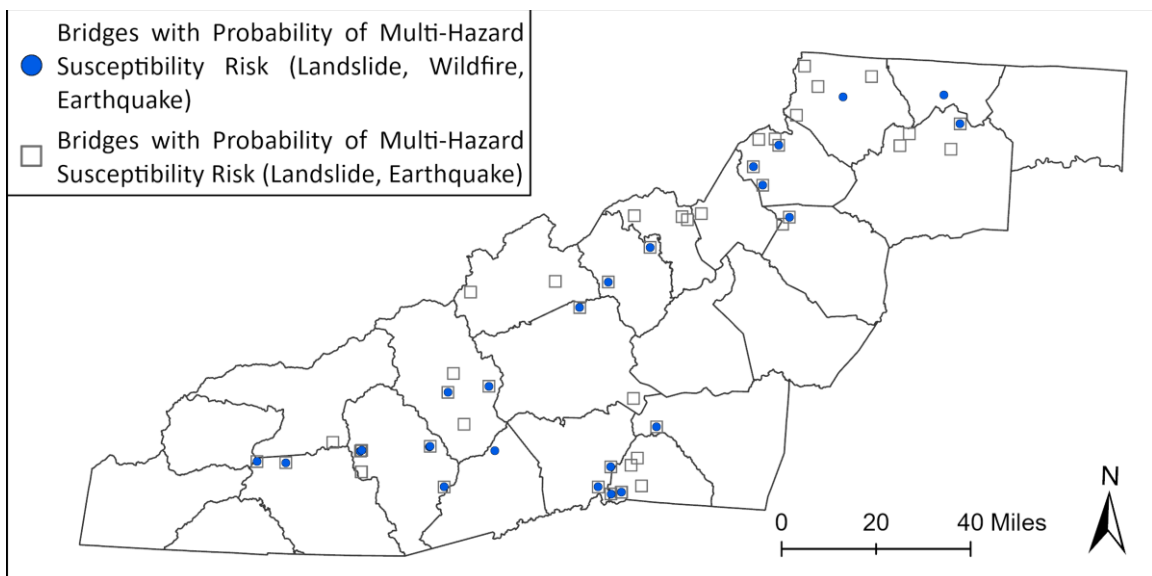 Bridges with Probability of Multi-Hazard
Susceptibility Risk (Landslide, Wildfire,
Earthquake)
Bridges with Probability of Multi-Hazard
Susceptibility Risk (Landslide, Earthquake)
N
0 20 40 Miles